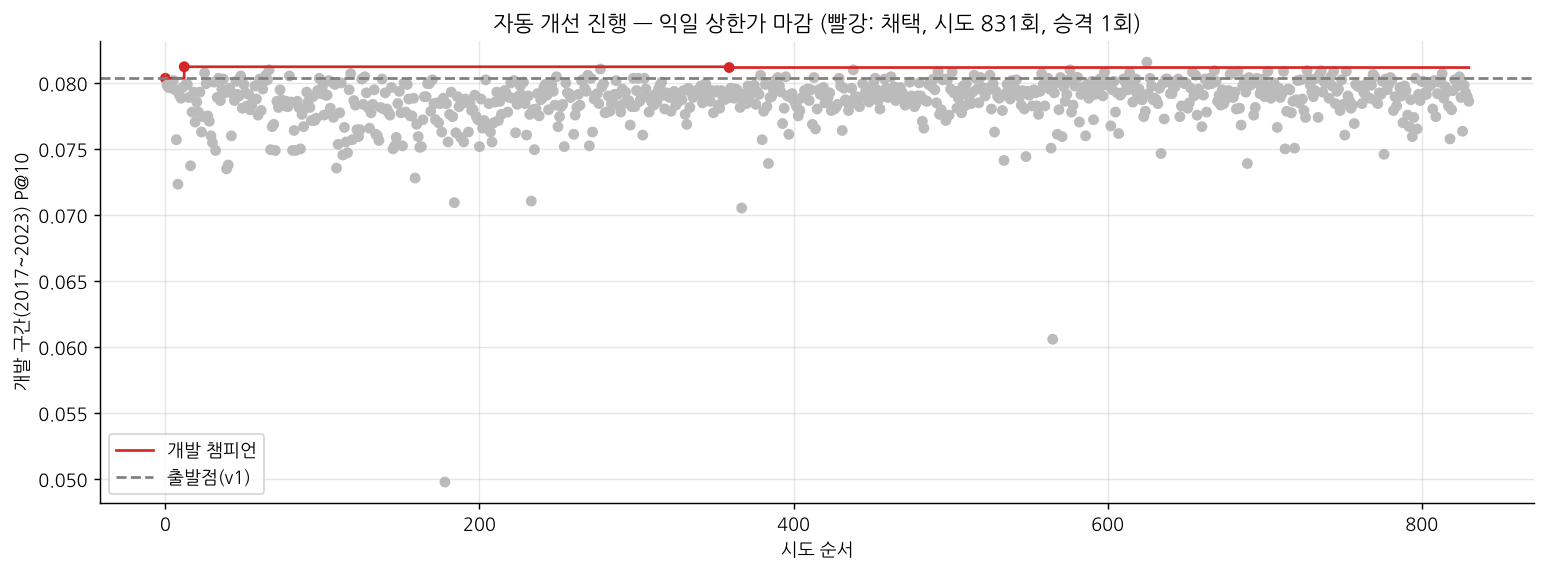 자동 개선 진행 — 익일 상한가 마감 (빨강: 채택, 시도 831회, 승격 1회)
개발 구간(2017~2023) P@10
0.080
0.075
0.070
0.065
0.060
0.055
0.050
개발 챔피언
출발점(v1)
0
200
400
600
800
시도 순서